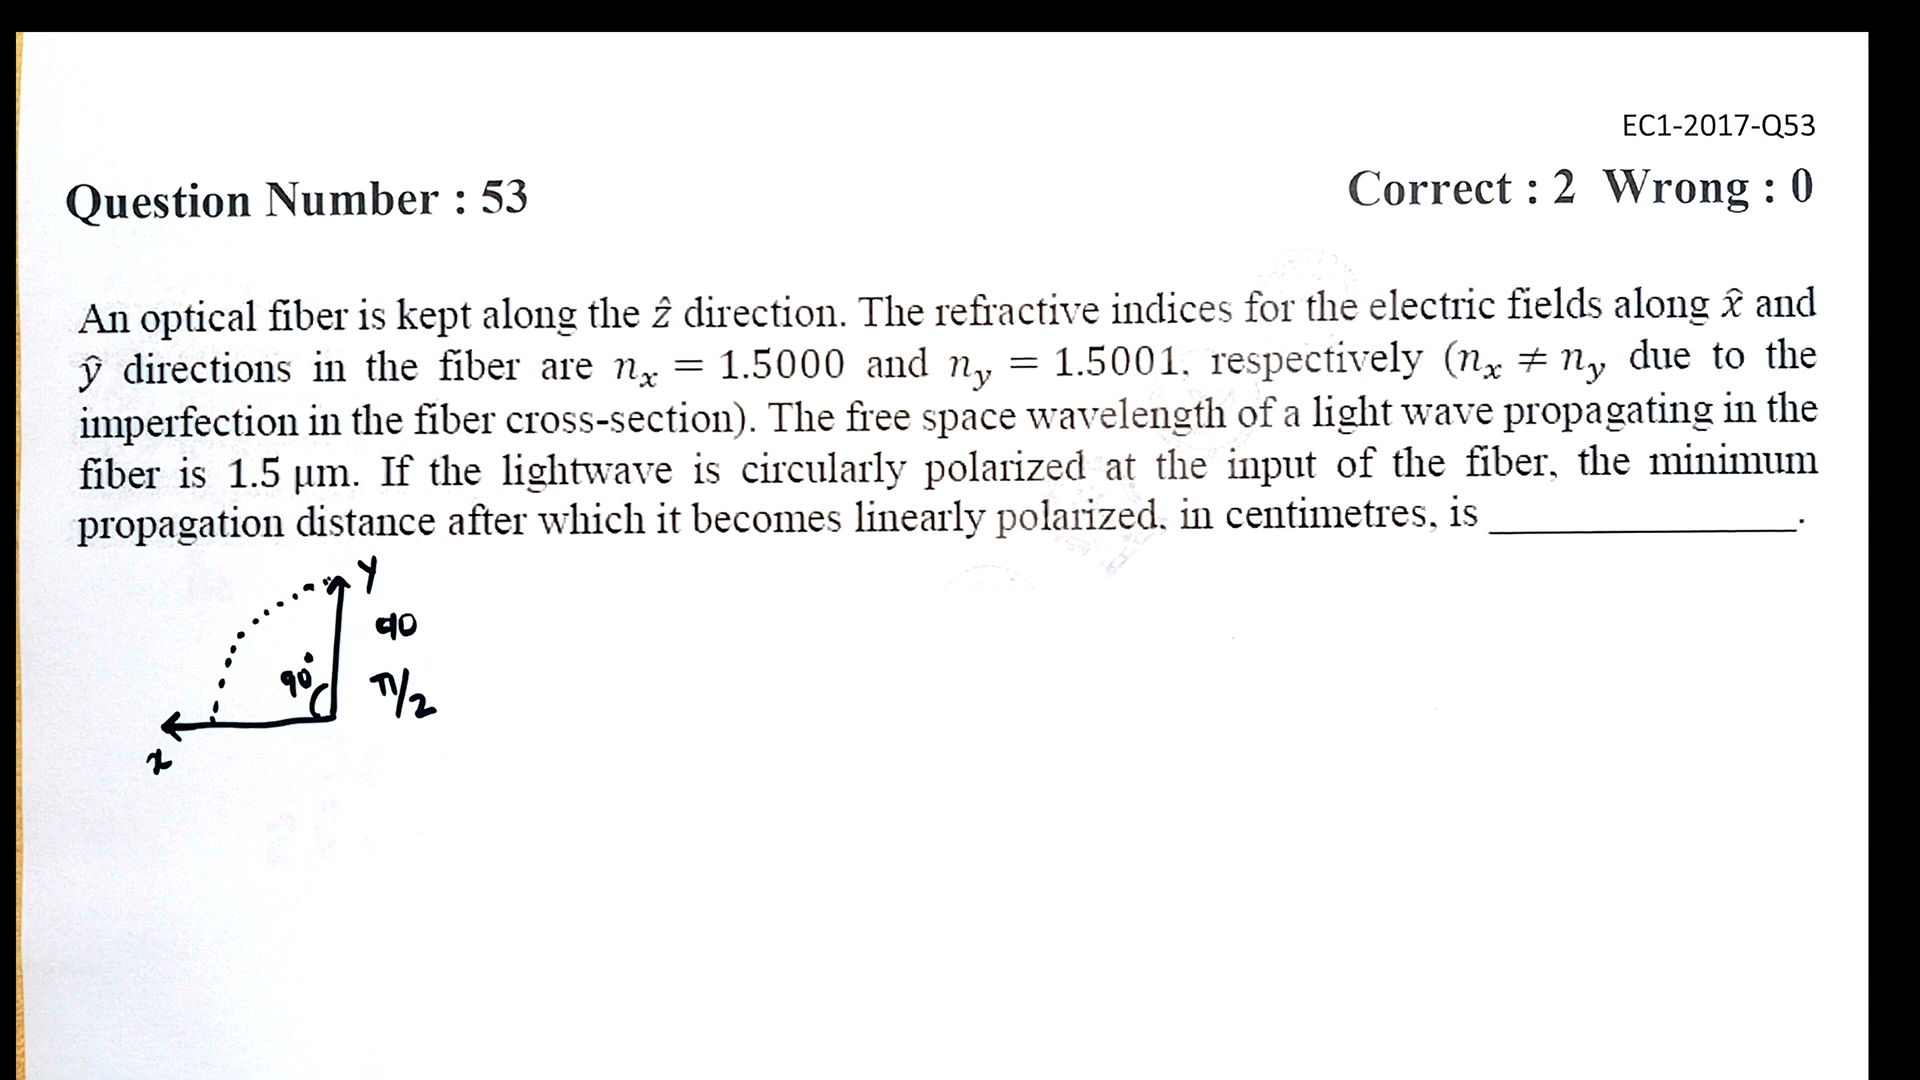 EC1-2017-Q53
Question Number : 53
Correct : 2 Wrong : 0
An optical fiber is kept along the ẑ direction. The refractive indices for the electric fields along x̂ and
ŷ directions in the fiber are nₓ = 1.5000 and n_y = 1.5001, respectively (nₓ ≠ n_y due to the
imperfection in the fiber cross-section). The free space wavelength of a light wave propagating in the
fiber is 1.5 μm. If the lightwave is circularly polarized at the input of the fiber, the minimum
propagation distance after which it becomes linearly polarized, in centimetres, is ____________.
y
90
90°
π/2
x